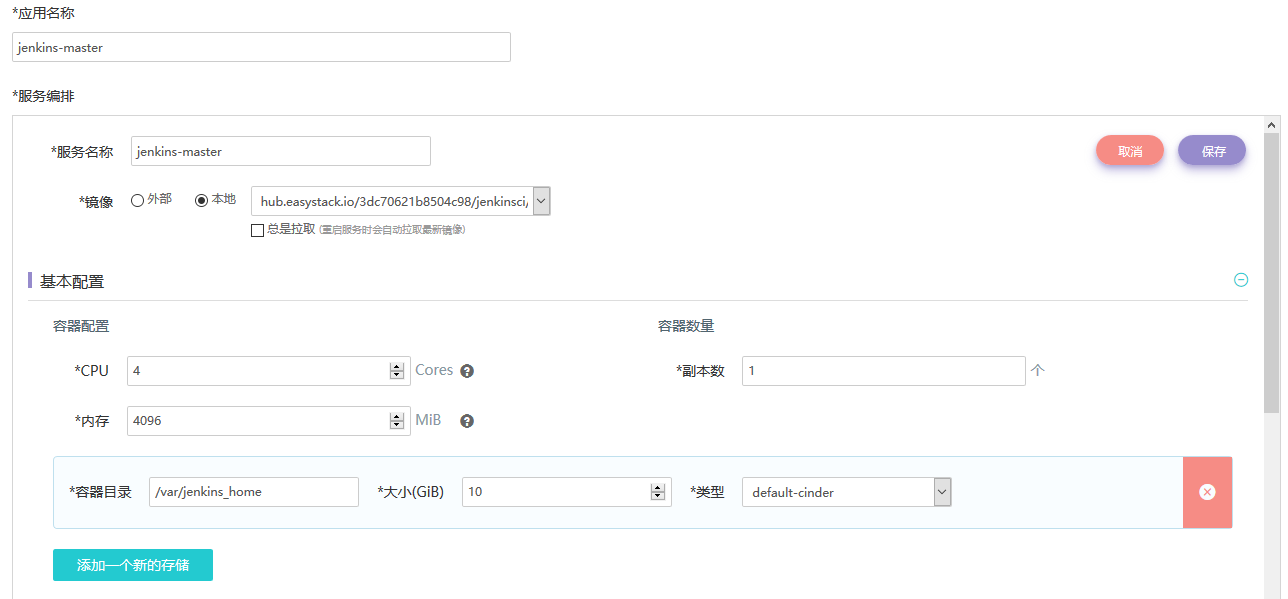 *应用名称
jenkins-master
*服务编排
*服务名称 jenkins-master 取消 保存
*镜像 外部 本地 hub.easystack.io/3dc70621b8504c98/jenkinsci/
总是拉取 (重启服务时会自动拉取最新镜像)
基本配置
容器配置 容器数量
*CPU 4 Cores ? *副本数 1 个
*内存 4096 MiB ?
*容器目录 /var/jenkins_home *大小(GiB) 10 *类型 default-cinder
添加一个新的存储